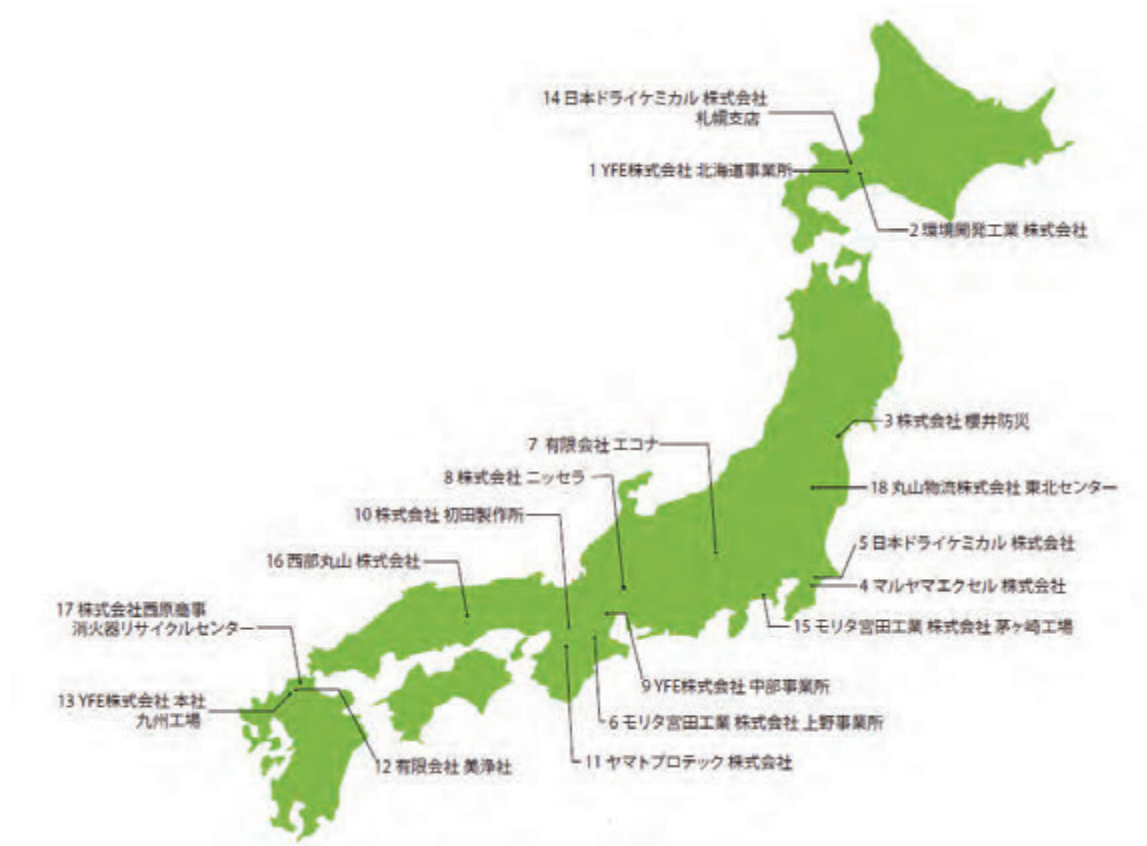 14 日本ドライケミカル 株式会社
札幌支店
1 YFE株式会社 北海道事業所
2 環境開発工業 株式会社
3 株式会社 櫻井防災
7 有限会社 エコナ
8 株式会社 ニッセラ
18 丸山物流株式会社 東北センター
10 株式会社 初田製作所
5 日本ドライケミカル 株式会社
16 西部丸山 株式会社
4 マルヤマエクセル 株式会社
17 株式会社西原商事
消火器リサイクルセンター
15 モリタ宮田工業 株式会社 茅ヶ崎工場
9 YFE株式会社 中部事業所
13 YFE株式会社 本社
九州工場
6 モリタ宮田工業 株式会社 上野事業所
12 有限会社 美浄社
11 ヤマトプロテック 株式会社